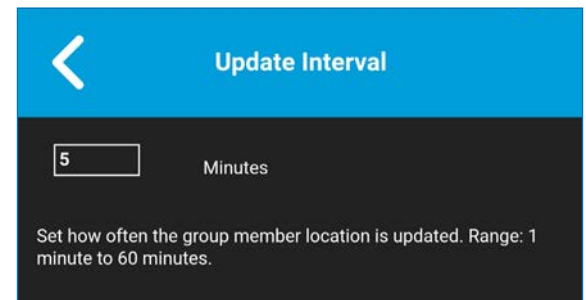 Update Interval
5 Minutes
Set how often the group member location is updated. Range: 1
minute to 60 minutes.